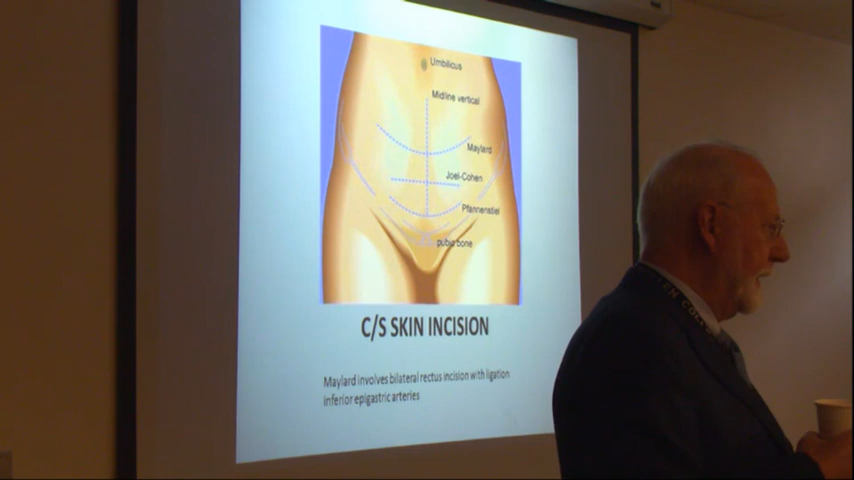 Umbilicus
Midline vertical
Maylard
Joel-Cohen
Pfannenstiel
pubic bone
C/S SKIN INCISION
Maylard involves bilateral rectus incision with ligation
inferior epigastric arteries